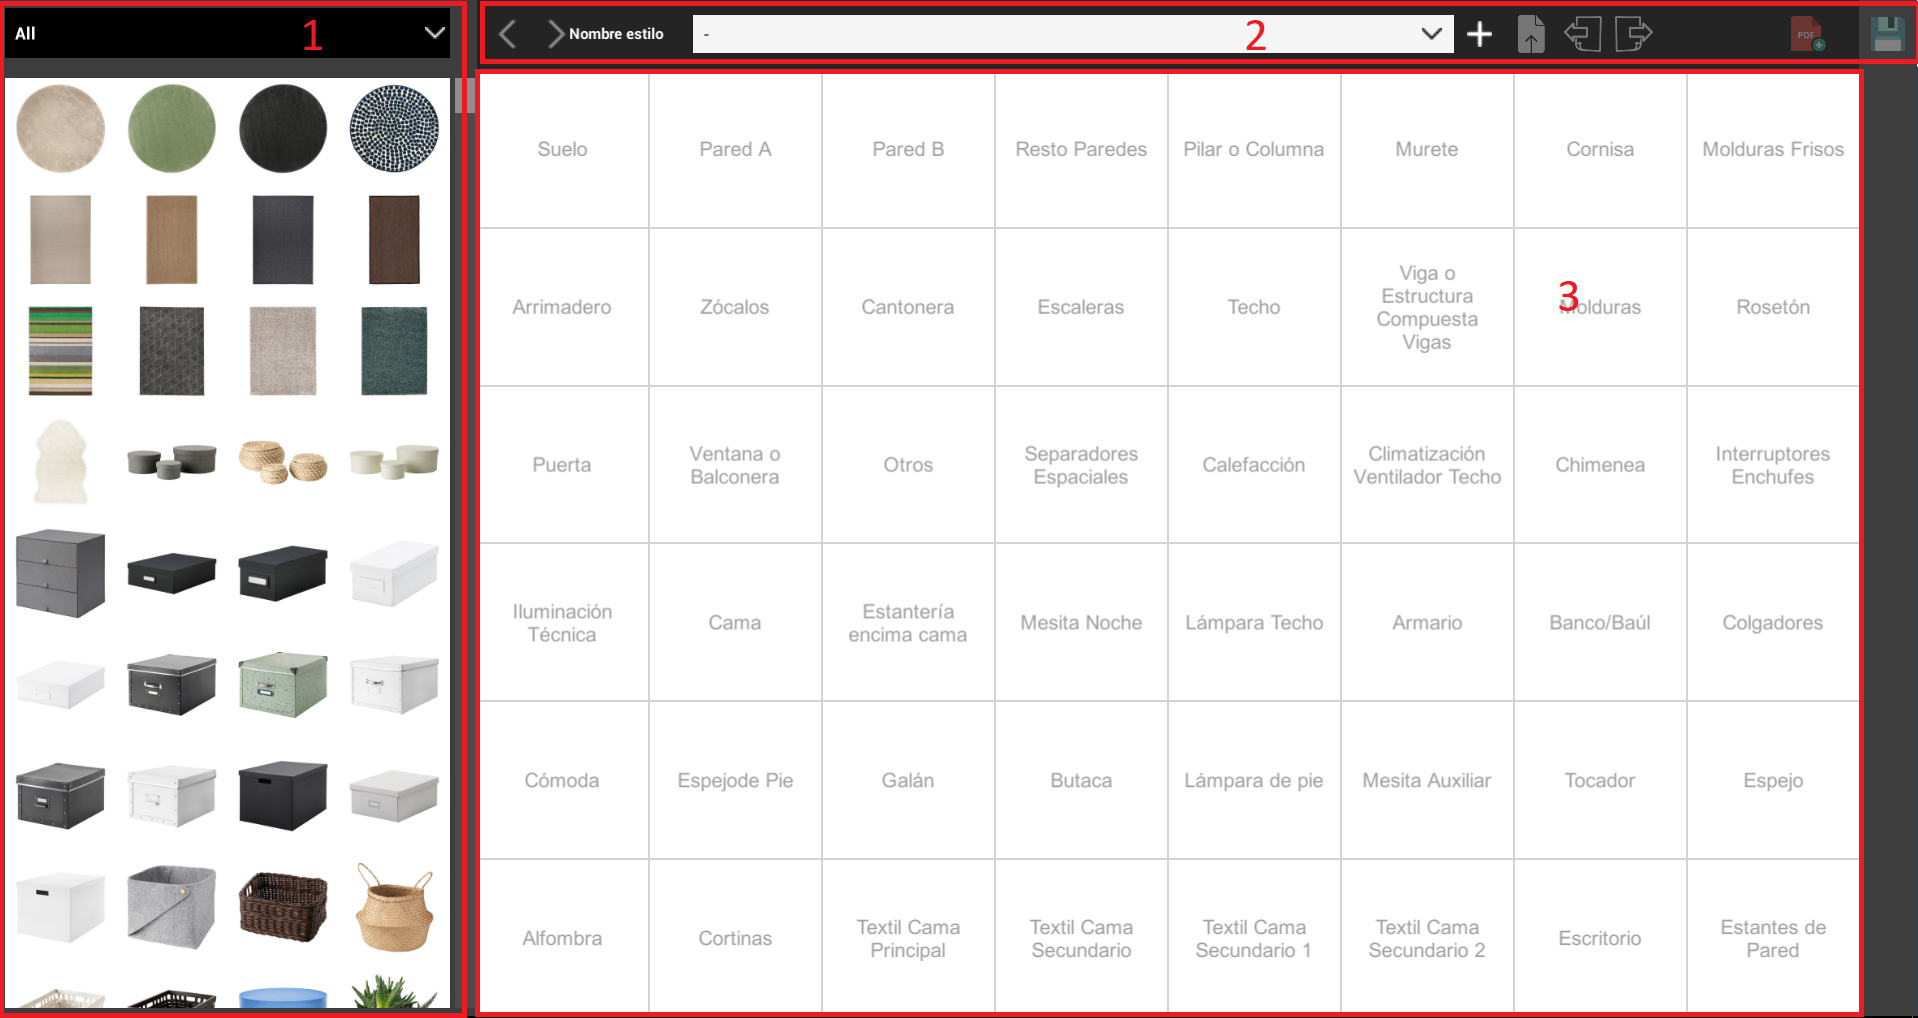 All
1
Nombre estilo
-
2
PDF
Suelo
Pared A
Pared B
Resto Paredes
Pilar o Columna
Murete
Cornisa
Molduras Frisos
Arrimadero
Zócalos
Cantonera
Escaleras
Techo
Viga o
Estructura
Compuesta
Vigas
3
Molduras
Rosetón
Puerta
Ventana o
Balconera
Otros
Separadores
Espaciales
Calefacción
Climatización
Ventilador Techo
Chimenea
Interruptores
Enchufes
Iluminación
Técnica
Cama
Estantería
encima cama
Mesita Noche
Lámpara Techo
Armario
Banco/Baúl
Colgadores
Cómoda
Espejode Pie
Galán
Butaca
Lámpara de pie
Mesita Auxiliar
Tocador
Espejo
Alfombra
Cortinas
Textil Cama
Principal
Textil Cama
Secundario
Textil Cama
Secundario 1
Textil Cama
Secundario 2
Escritorio
Estantes de
Pared